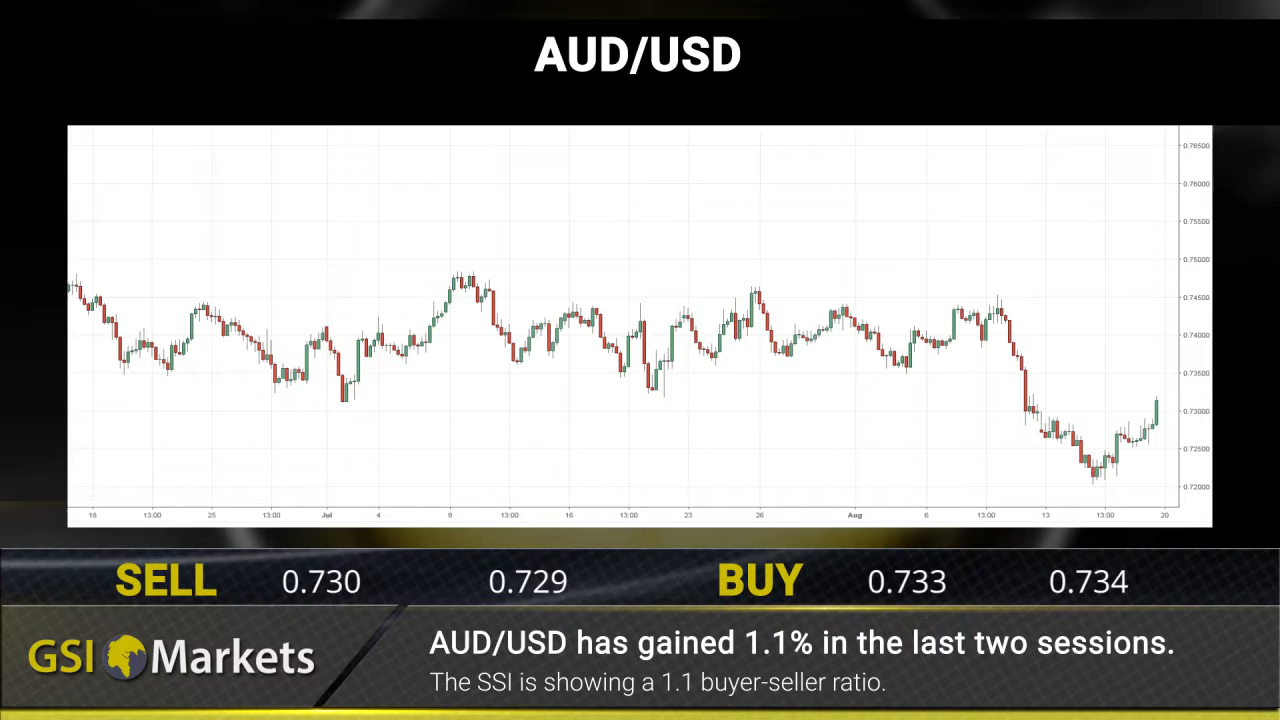 AUD/USD
0.76500
0.76000
0.75500
0.75000
0.74500
0.74000
0.73500
0.73000
0.72500
0.72000
18 13:00 25 13:00 Jul 4 9 13:00 16 13:00 23 26 Aug 6 13:00 13 13:00 20
SELL 0.730 0.729 BUY 0.733 0.734
GSI Markets
AUD/USD has gained 1.1% in the last two sessions.
The SSI is showing a 1.1 buyer-seller ratio.